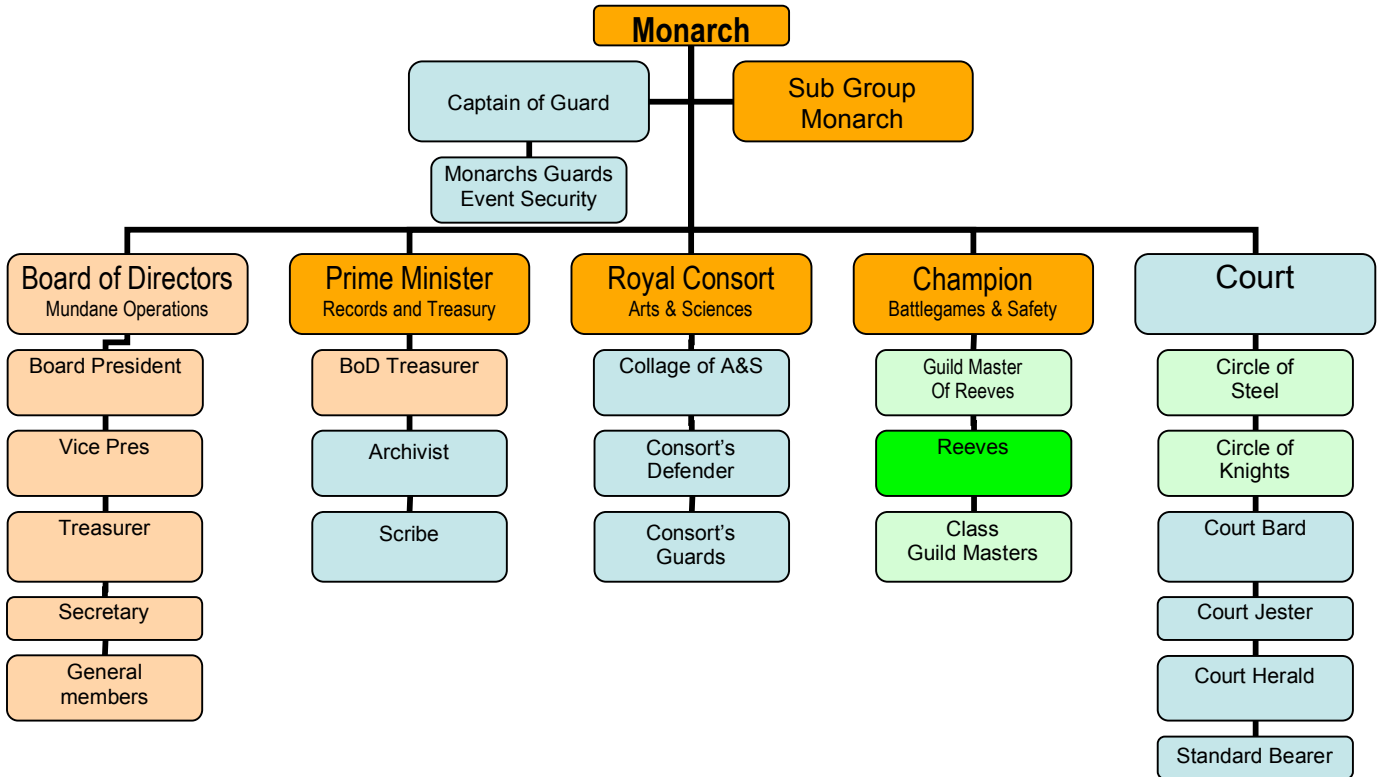 Monarch
Captain of Guard
Sub Group
Monarch
Monarchs Guards
Event Security
Board of Directors
Mundane Operations
Prime Minister
Records and Treasury
Royal Consort
Arts & Sciences
Champion
Battlegames & Safety
Court
Board President
Vice Pres
Treasurer
Secretary
General
members
BoD Treasurer
Archivist
Scribe
Collage of A&S
Consort's
Defender
Consort's
Guards
Guild Master
Of Reeves
Reeves
Class
Guild Masters
Circle of
Steel
Circle of
Knights
Court Bard
Court Jester
Court Herald
Standard Bearer